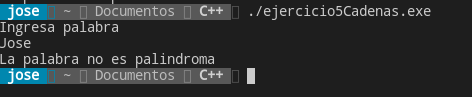 jose ~ Documentos C++ ./ejercicio5Cadenas.exe
Ingresa palabra
Jose
La palabra no es palindroma
jose ~ Documentos C++